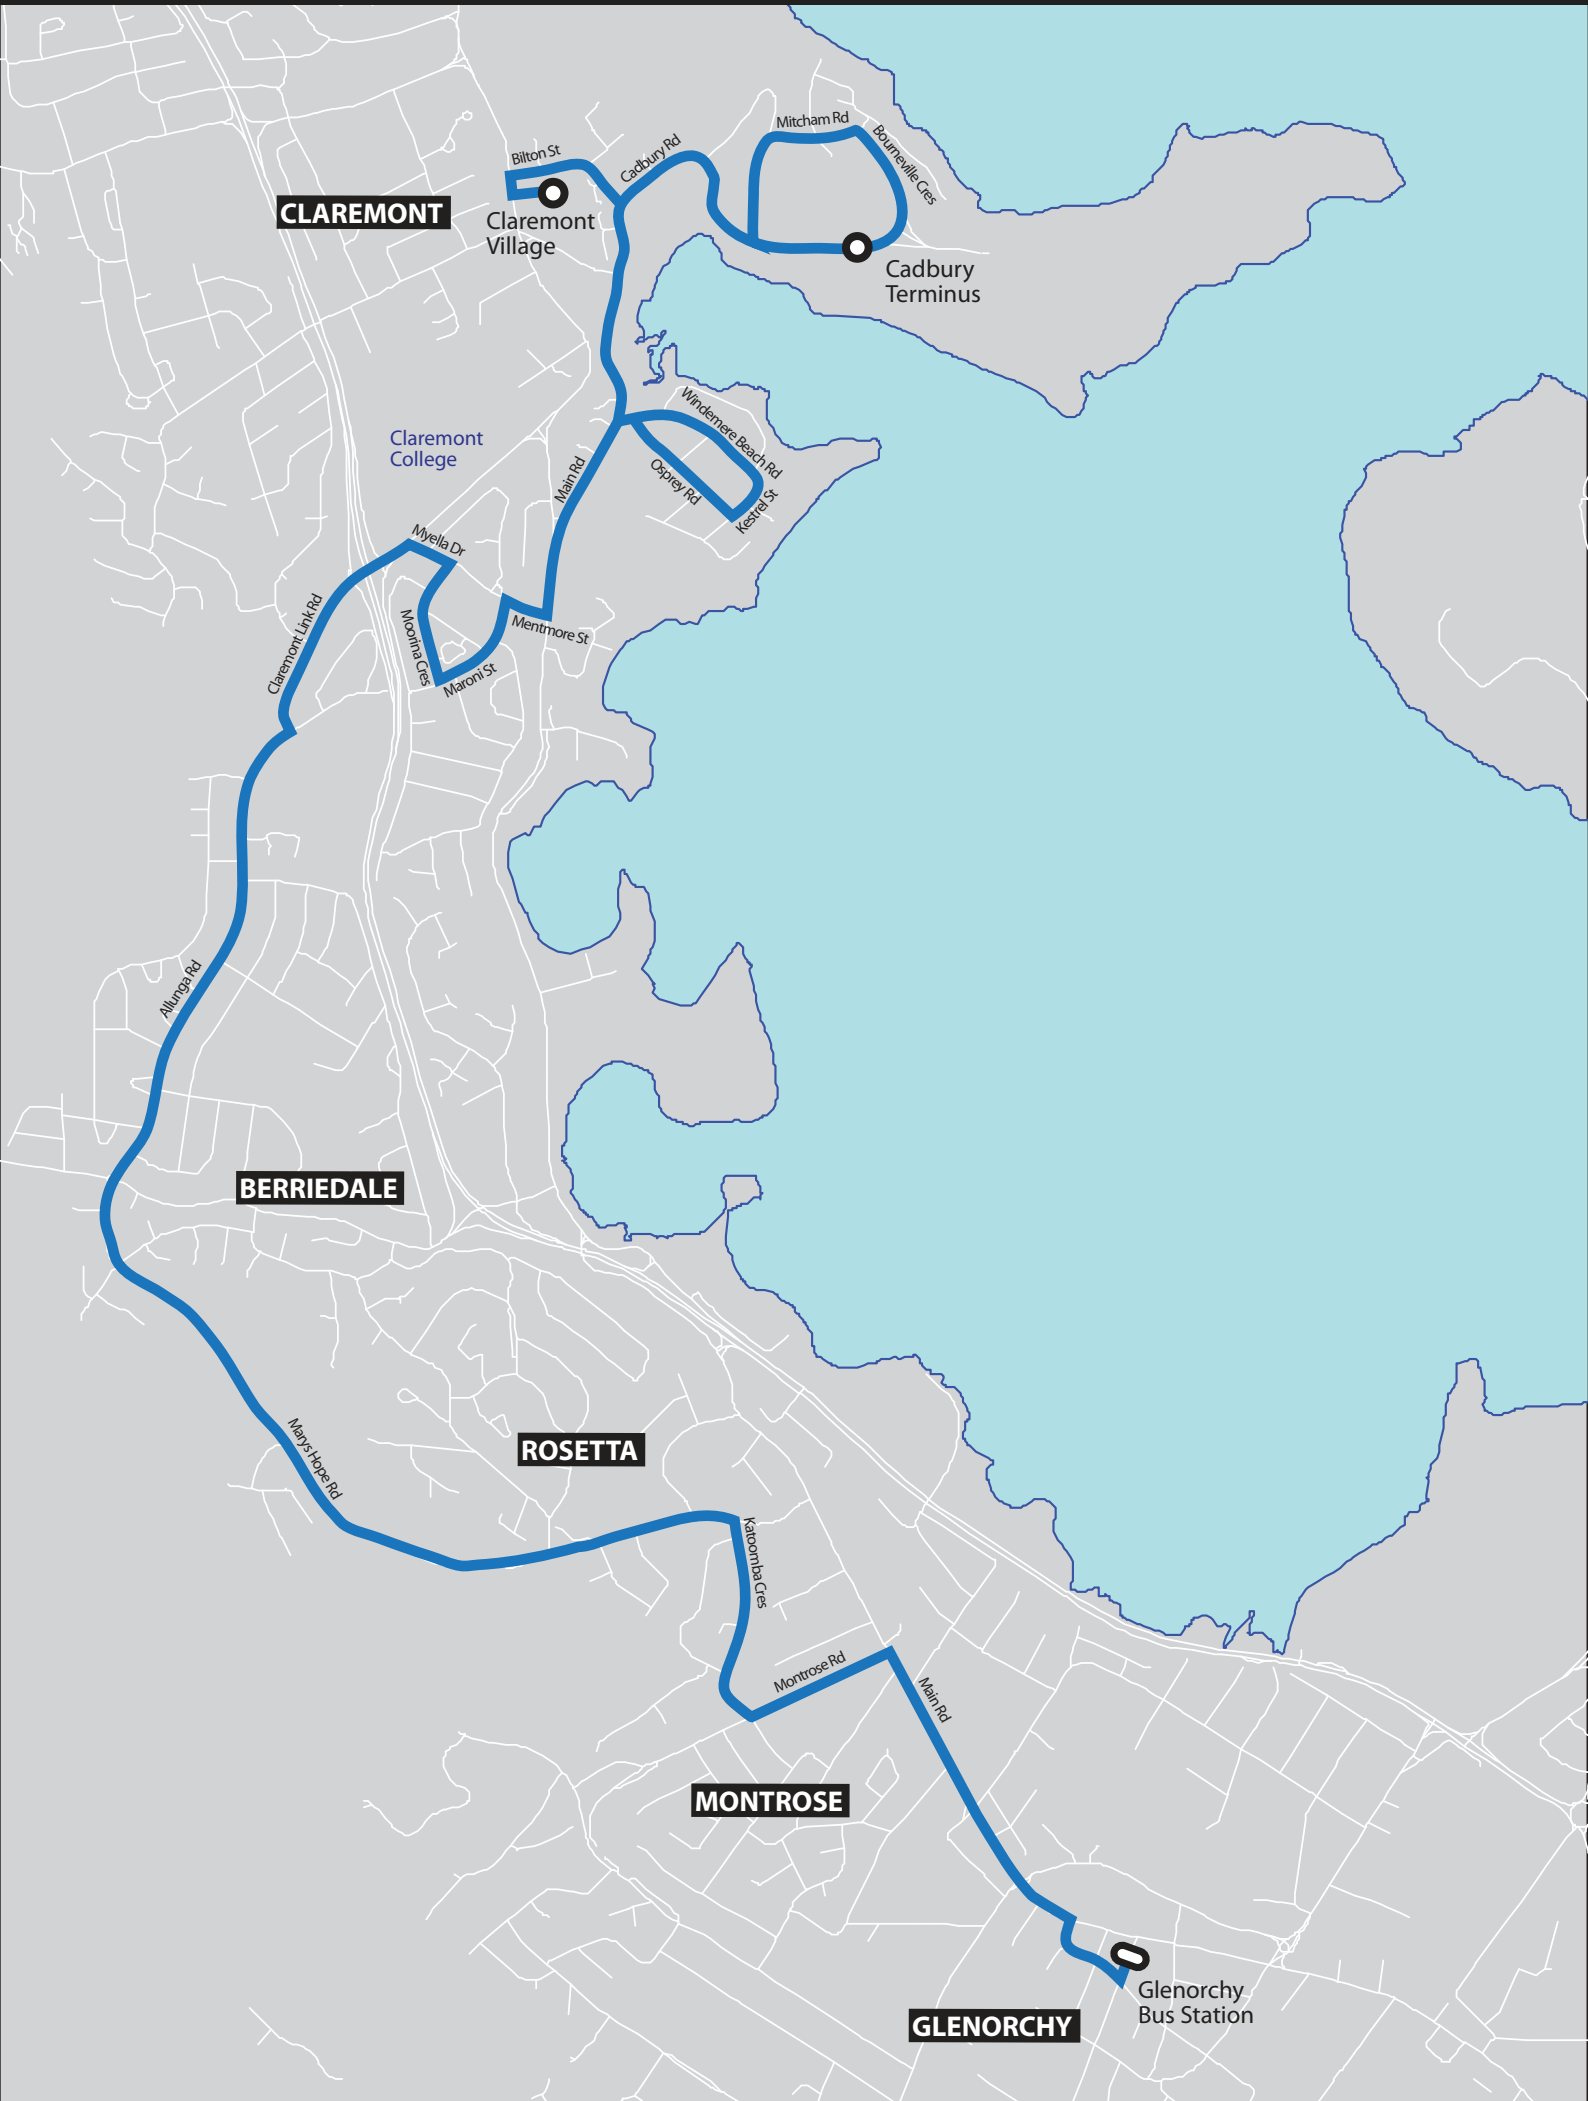 Mitcham Rd
Bourneville Cres
Cadbury Rd
Bilton St
CLAREMONT
Claremont
Village
Cadbury
Terminus
Windemere Beach Rd
Claremont
College
Main Rd
Osprey Rd
Kestrel St
Myella Dr
Claremont Link Rd
Moorina Cres
Mentmore St
Maroni St
Allunga Rd
BERRIEDALE
Marys Hope Rd
ROSETTA
Katoomba Cres
Montrose Rd
Main Rd
MONTROSE
Glenorchy
Bus Station
GLENORCHY